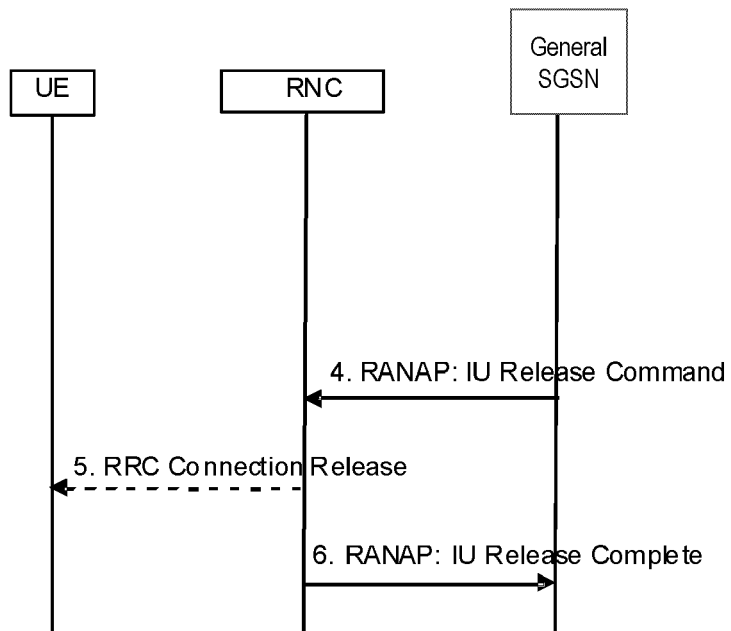 General
SGSN
UE
RNC
4. RANAP: IU Release Command
5. RRC Connection Release
6. RANAP: IU Release Complete